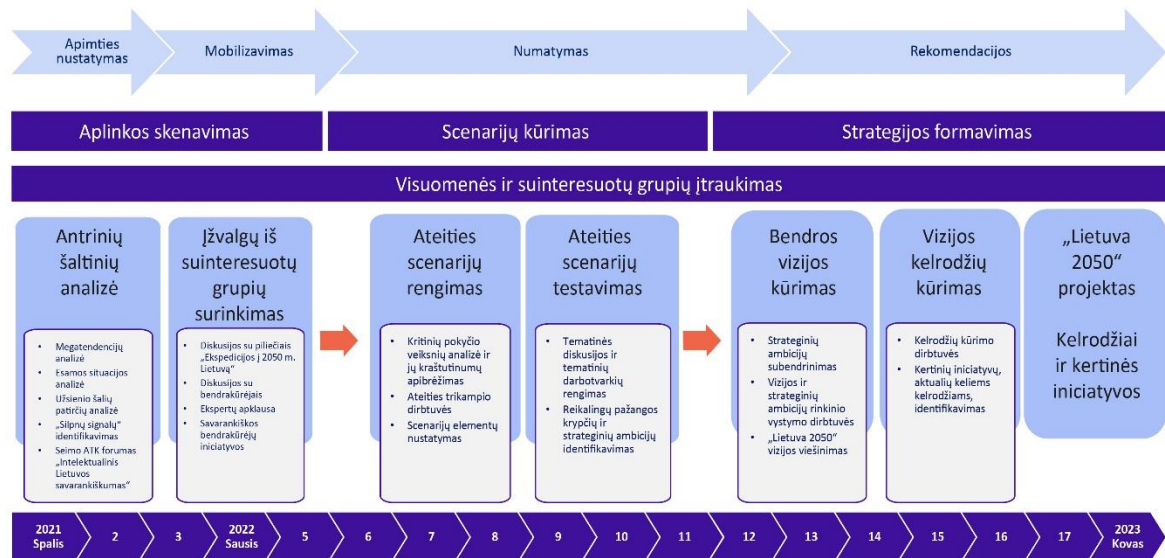 Apimties
nustatymas
Mobilizavimas
Numatymas
Rekomendacijos
Aplinkos skenavimas
Scenarijų kūrimas
Strategijos formavimas
Visuomenės ir suinteresuotų grupių įtraukimas
Antrinių
šaltinių
analizė
• Megatendencijų
analizė
• Esamos situacijos
analizė
• Užsienio šalių
patirčių analizė
• „Silpnų signalų“
identifikavimas
• Seimo ATK forumas
„Intelektualinis
Lietuvos
savarankiškumas“
Įžvalgų iš
suinteresuotų
grupių
surinkimas
• Diskusijos su piliečiais
„Ekspedicijos į 2050 m.
Lietuvą“
• Diskusijos su
bendrakūrėjais
• Ekspertų apklausa
• Savarankiškos
bendrakūrėjų
iniciatyvos
Ateities
scenarijų
rengimas
• Kritinių pokyčio
veiksnių analizė ir
jų kraštutinumų
apibrėžimas
• Ateities trikampio
dirbtuvės
• Scenarijų elementų
nustatymas
Ateities
scenarijų
testavimas
• Tematinės
diskusijos ir
tematinių
darbotvarkių
rengimas
• Reikalingų pažangos
krypčių ir
strateginių ambicijų
identifikavimas
Bendros
vizijos
kūrimas
• Strateginių
ambicijų
subendrinimas
• Vizijos ir
strateginių
ambicijų rinkinio
vystymo dirbtuvės
• „Lietuva 2050“
vizijos viešinimas
Vizijos
kelrodžių
kūrimas
• Kelrodžių kūrimo
dirbtuvės
• Kertinių iniciatyvų,
aktualių keliems
kelrodžiams,
identifikavimas
„Lietuva
2050“
projektas
Kelrodžiai
ir kertinės
iniciatyvos
2021
Spalis
2
3
2022
Sausis
5
6
7
8
9
10
11
12
13
14
15
16
17
2023
Kovas